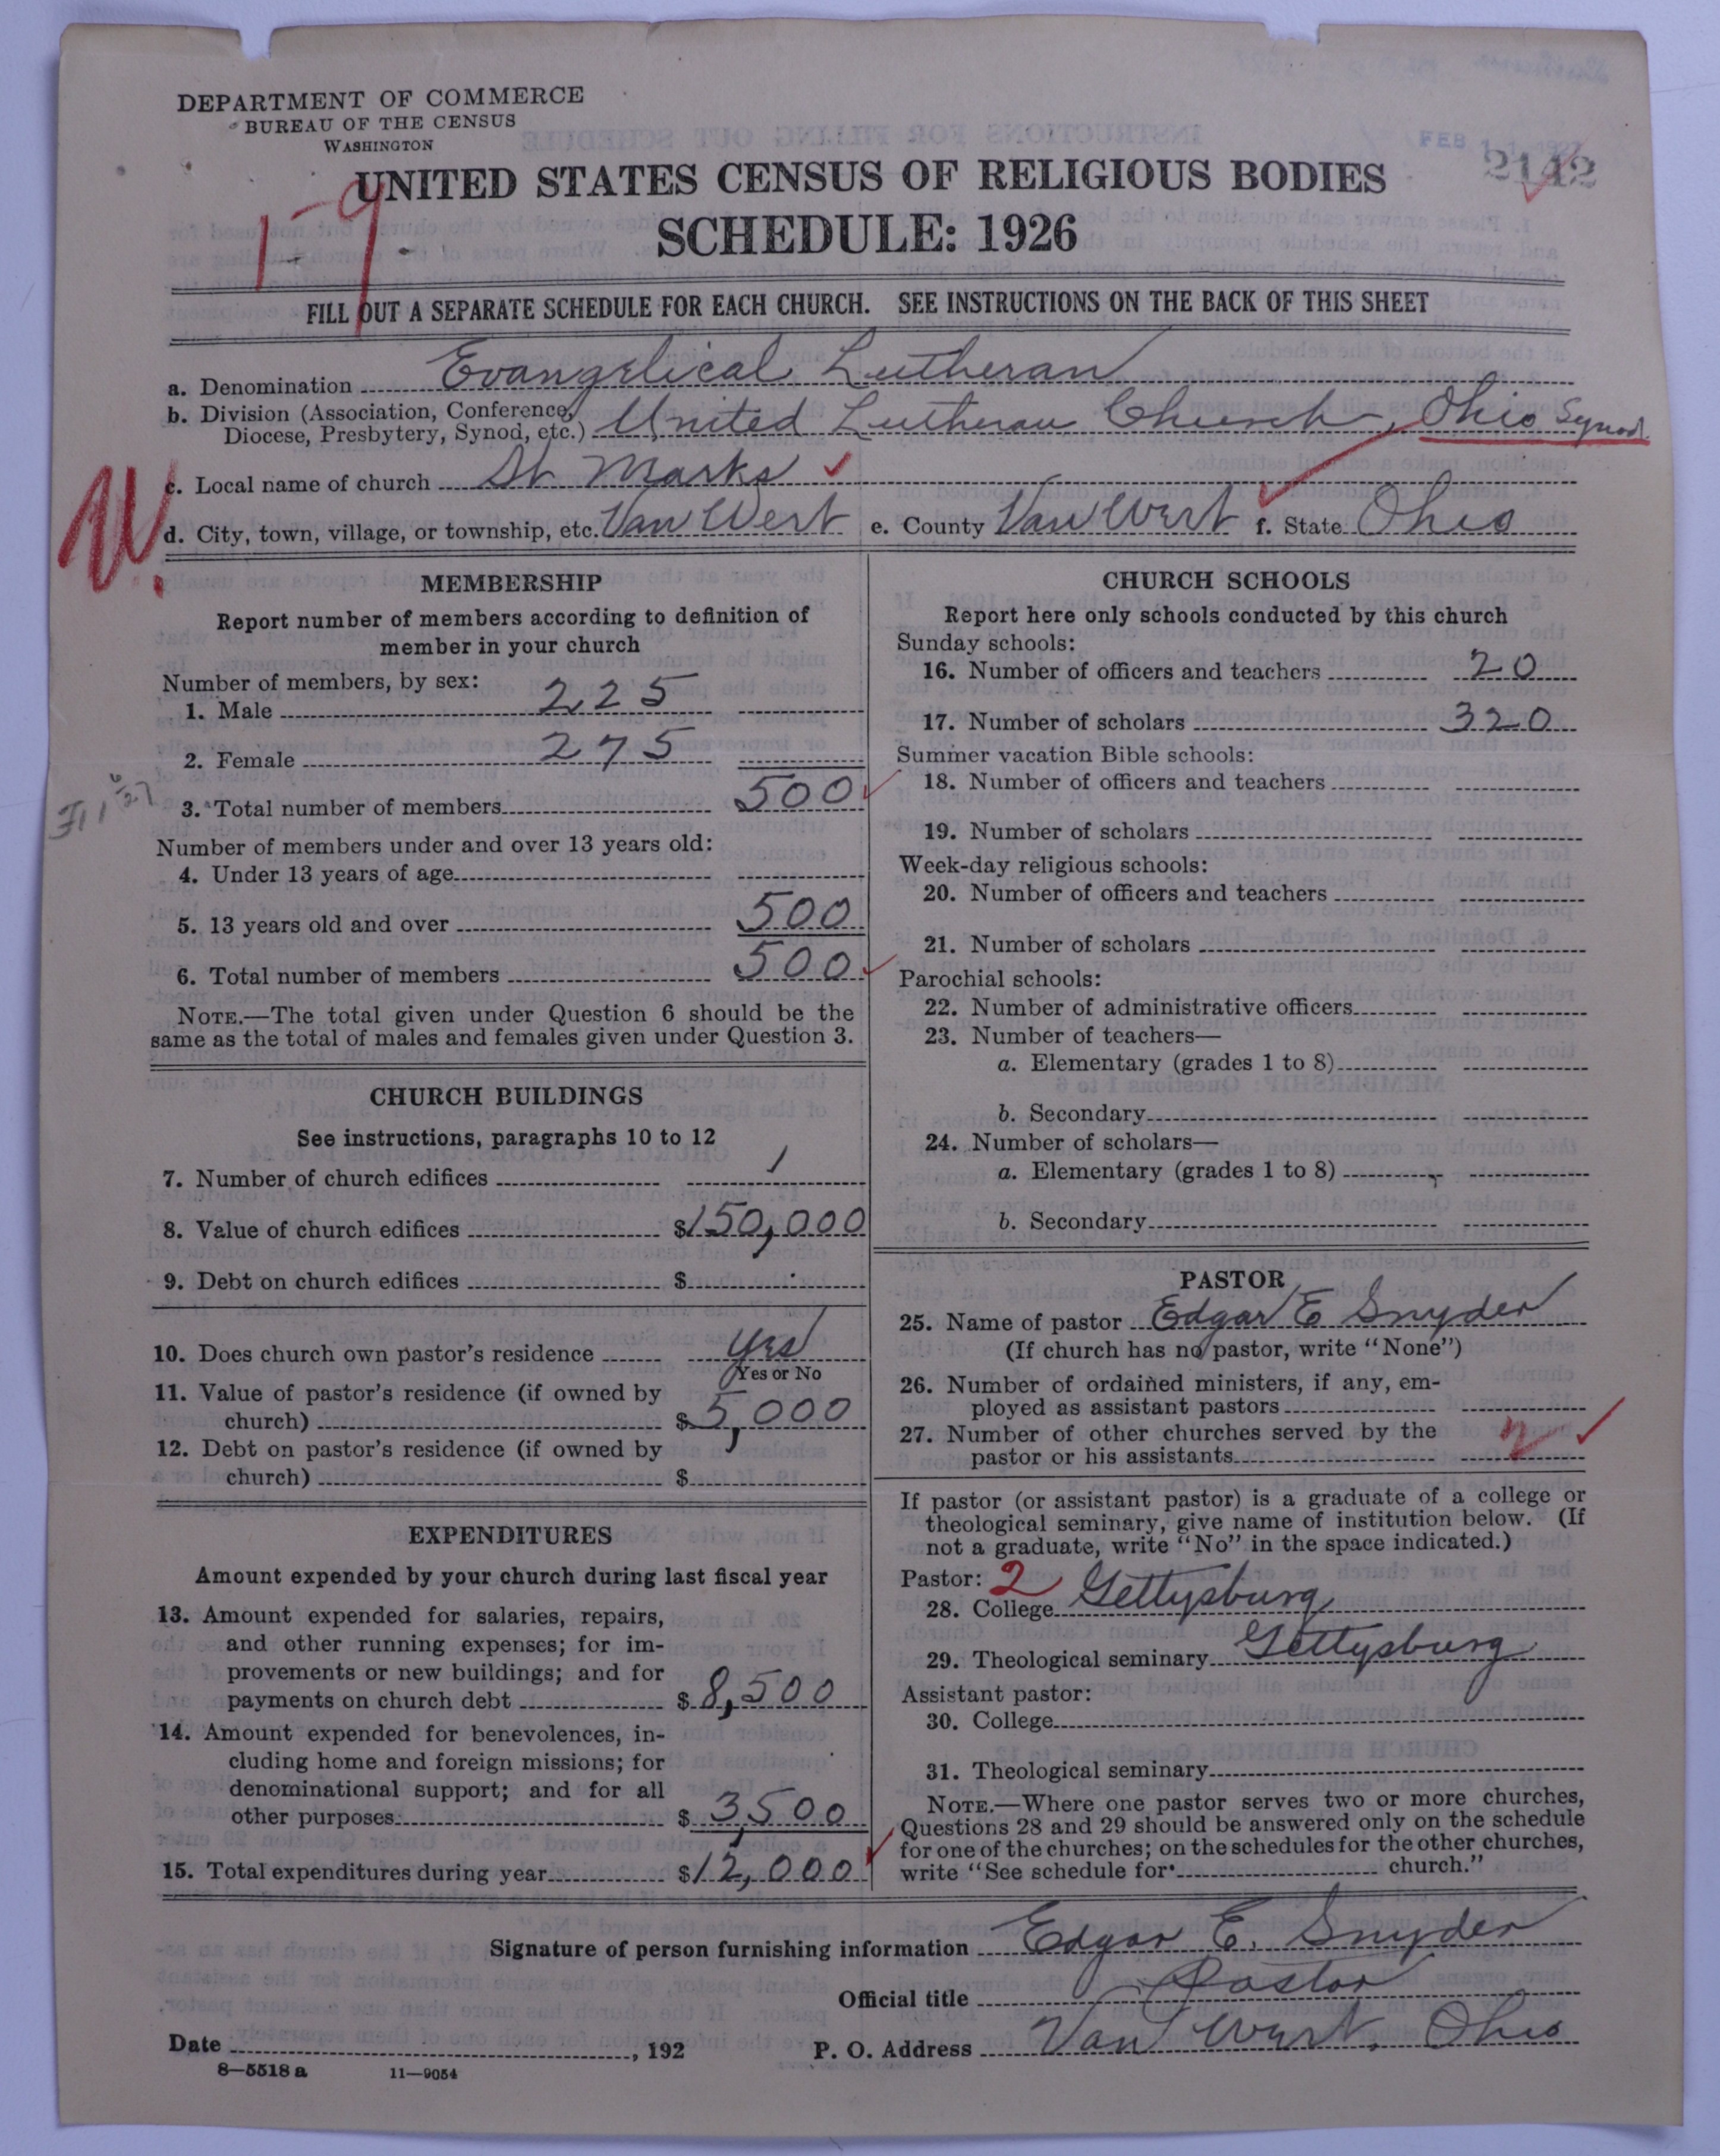 DEPARTMENT OF COMMERCE
BUREAU OF THE CENSUS
WASHINGTON
FEB
2142
UNITED STATES CENSUS OF RELIGIOUS BODIES
1-9
SCHEDULE: 1926
FILL OUT A SEPARATE SCHEDULE FOR EACH CHURCH. SEE INSTRUCTIONS ON THE BACK OF THIS SHEET
a. Denomination Evangelical Lutheran
b. Division (Association, Conference, Diocese, Presbytery, Synod, etc.) United Lutheran Church, Ohio Synod.
c. Local name of church St Marks
d. City, town, village, or township, etc. Van Wert e. County Van Wert f. State Ohio
MEMBERSHIP
Report number of members according to definition of
member in your church
Number of members, by sex:
1. Male 225
2. Female 275
3. Total number of members 500
Number of members under and over 13 years old:
4. Under 13 years of age
5. 13 years old and over 500
6. Total number of members 500
NOTE.—The total given under Question 6 should be the
same as the total of males and females given under Question 3.
CHURCH BUILDINGS
See instructions, paragraphs 10 to 12
7. Number of church edifices 1
8. Value of church edifices $150,000
9. Debt on church edifices $
10. Does church own pastor's residence Yes
Yes or No
11. Value of pastor's residence (if owned by
church) $5,000
12. Debt on pastor's residence (if owned by
church) $
EXPENDITURES
Amount expended by your church during last fiscal year
13. Amount expended for salaries, repairs,
and other running expenses; for im-
provements or new buildings; and for
payments on church debt $8,500
14. Amount expended for benevolences, in-
cluding home and foreign missions; for
denominational support; and for all
other purposes $3,500
15. Total expenditures during year $12,000
CHURCH SCHOOLS
Report here only schools conducted by this church
Sunday schools:
16. Number of officers and teachers 20
17. Number of scholars 320
Summer vacation Bible schools:
18. Number of officers and teachers
19. Number of scholars
Week-day religious schools:
20. Number of officers and teachers
21. Number of scholars
Parochial schools:
22. Number of administrative officers
23. Number of teachers—
a. Elementary (grades 1 to 8)
b. Secondary
24. Number of scholars—
a. Elementary (grades 1 to 8)
b. Secondary
PASTOR
25. Name of pastor Edgar E Snyder
(If church has no pastor, write "None")
26. Number of ordained ministers, if any, em-
ployed as assistant pastors
27. Number of other churches served by the
pastor or his assistants
If pastor (or assistant pastor) is a graduate of a college or
theological seminary, give name of institution below. (If
not a graduate, write "No" in the space indicated.)
Pastor: 2
28. College Gettysburg
29. Theological seminary Gettysburg
Assistant pastor:
30. College
31. Theological seminary
NOTE.—Where one pastor serves two or more churches,
Questions 28 and 29 should be answered only on the schedule
for one of the churches; on the schedules for the other churches,
write "See schedule for church."
Signature of person furnishing information Edgar E. Snyder
Official title Pastor
Date , 192 P. O. Address Van Wert, Ohio
8—5518 a 11—9054